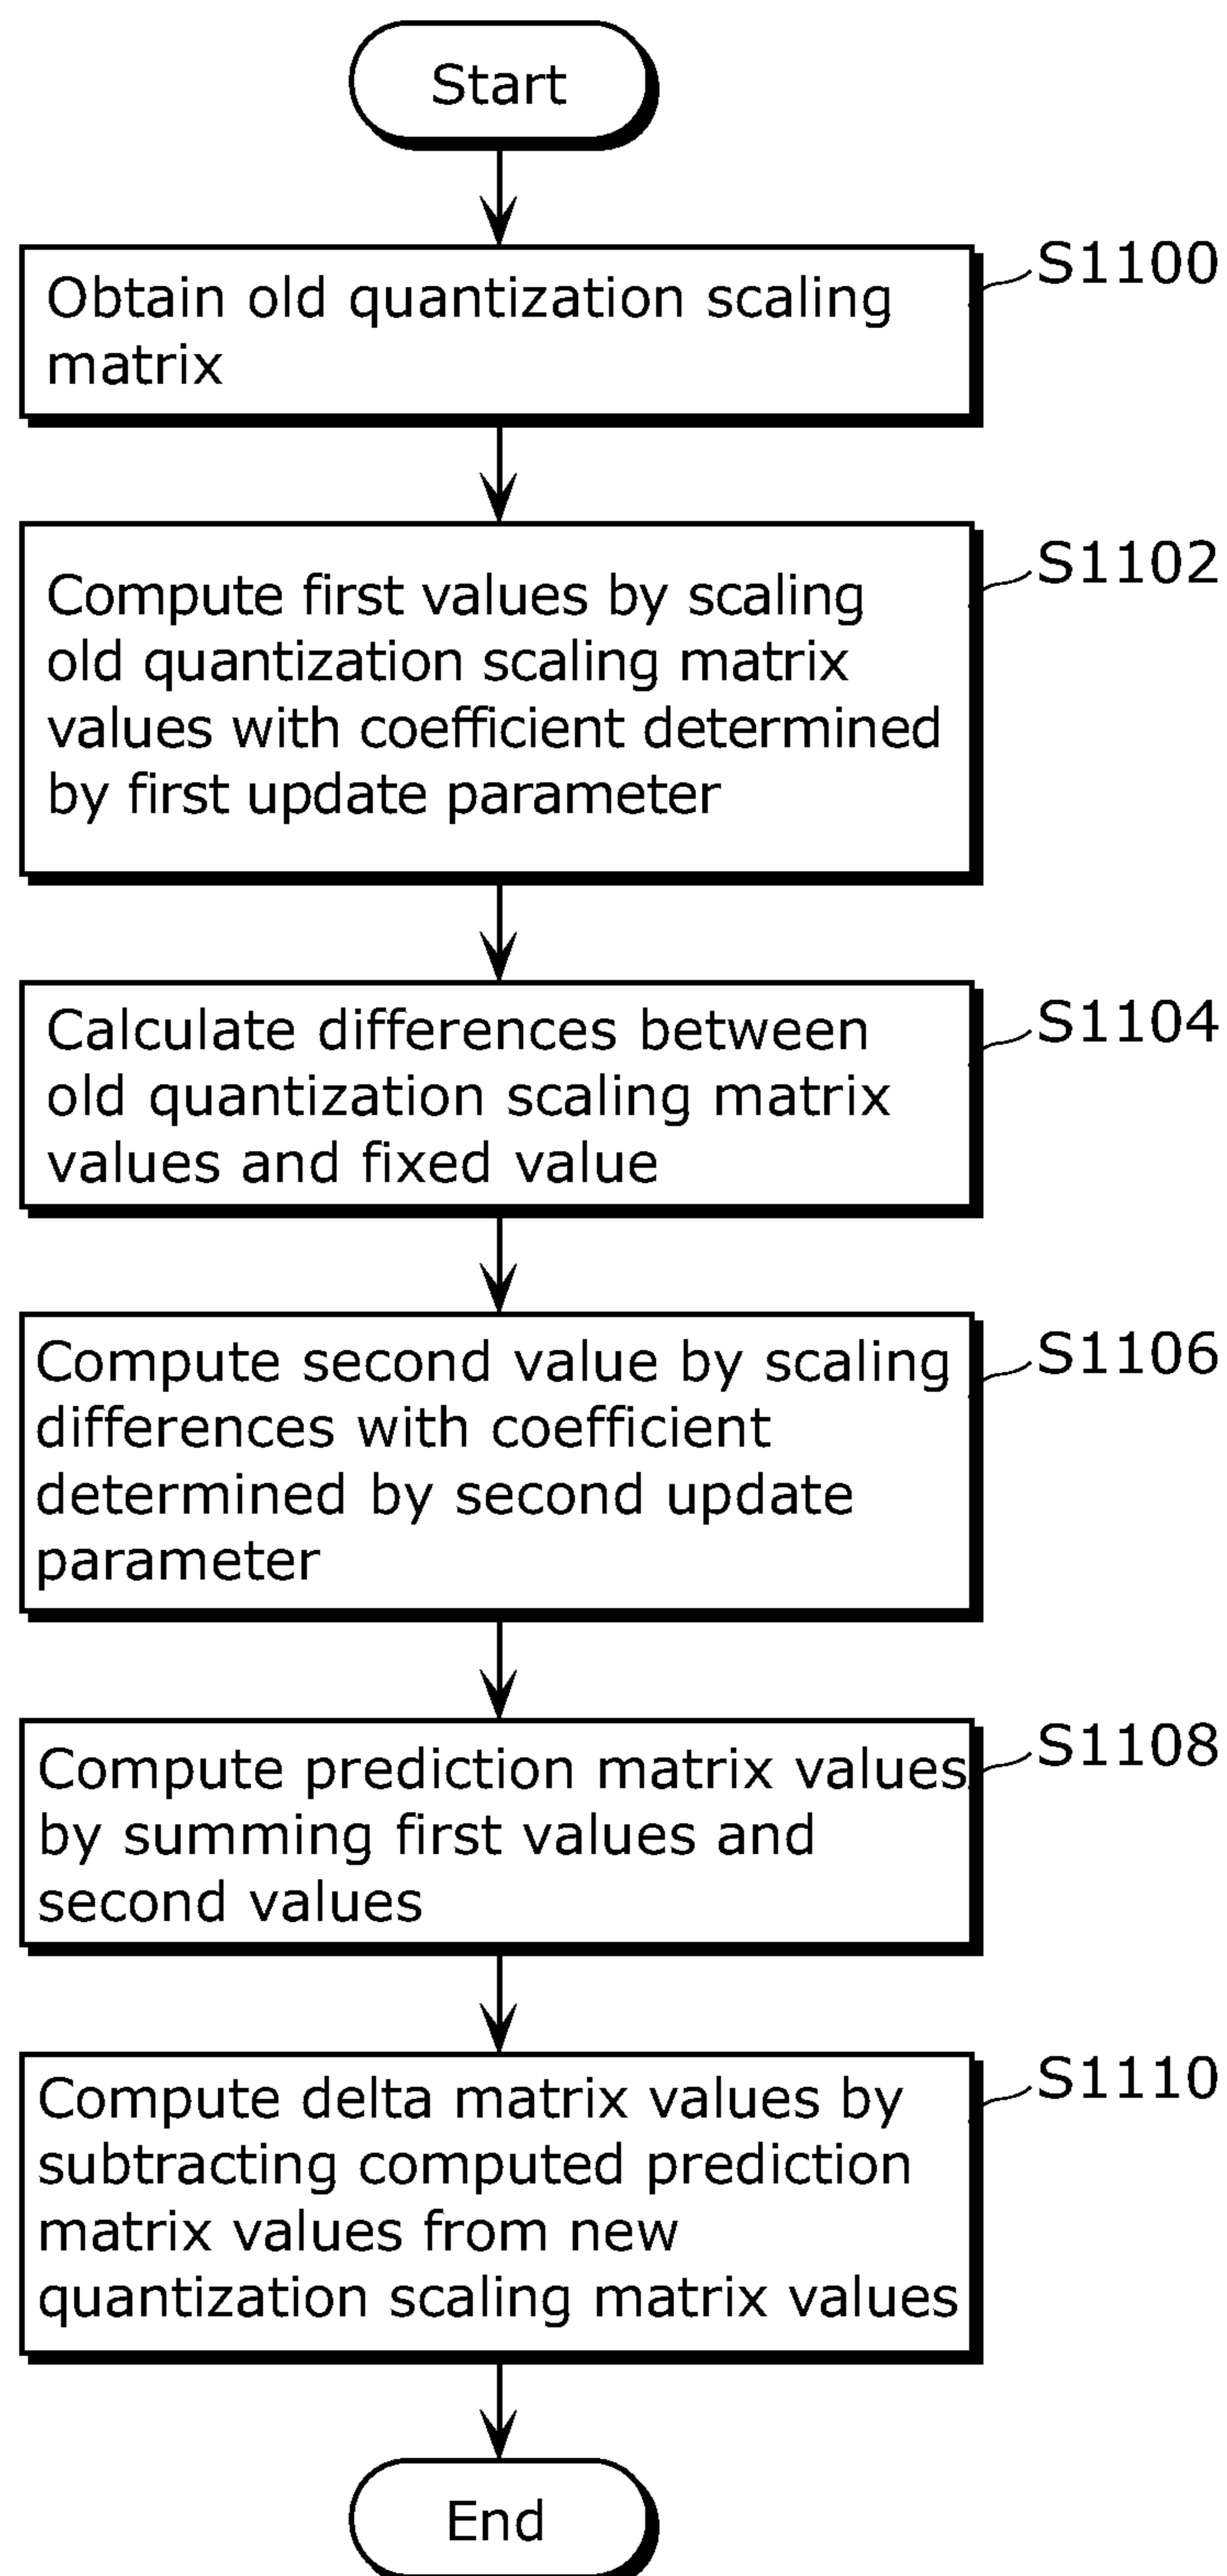 Start
S1100
Obtain old quantization scaling
matrix
S1102
Compute first values by scaling
old quantization scaling matrix
values with coefficient determined
by first update parameter
S1104
Calculate differences between
old quantization scaling matrix
values and fixed value
S1106
Compute second value by scaling
differences with coefficient
determined by second update
parameter
S1108
Compute prediction matrix values
by summing first values and
second values
S1110
Compute delta matrix values by
subtracting computed prediction
matrix values from new
quantization scaling matrix values
End